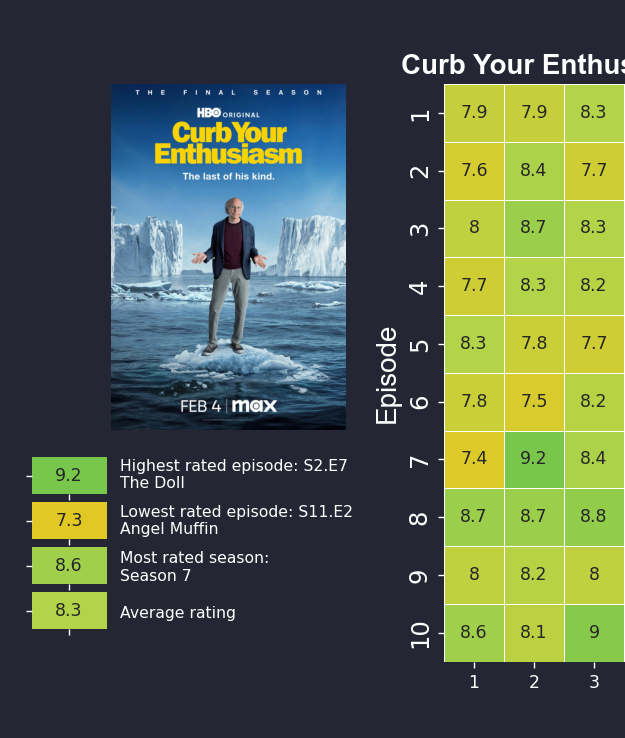 Curb Your Enthus
THE FINAL SEASON
HBO ORIGINAL
Curb Your
Enthusiasm
The last of his kind.
FEB 4 | max
Episode
1 7.9 7.9 8.3
2 7.6 8.4 7.7
3 8 8.7 8.3
4 7.7 8.3 8.2
5 8.3 7.8 7.7
6 7.8 7.5 8.2
7 7.4 9.2 8.4
8 8.7 8.7 8.8
9 8 8.2 8
10 8.6 8.1 9
1 2 3
9.2 Highest rated episode: S2.E7
The Doll
7.3 Lowest rated episode: S11.E2
Angel Muffin
8.6 Most rated season:
Season 7
8.3 Average rating